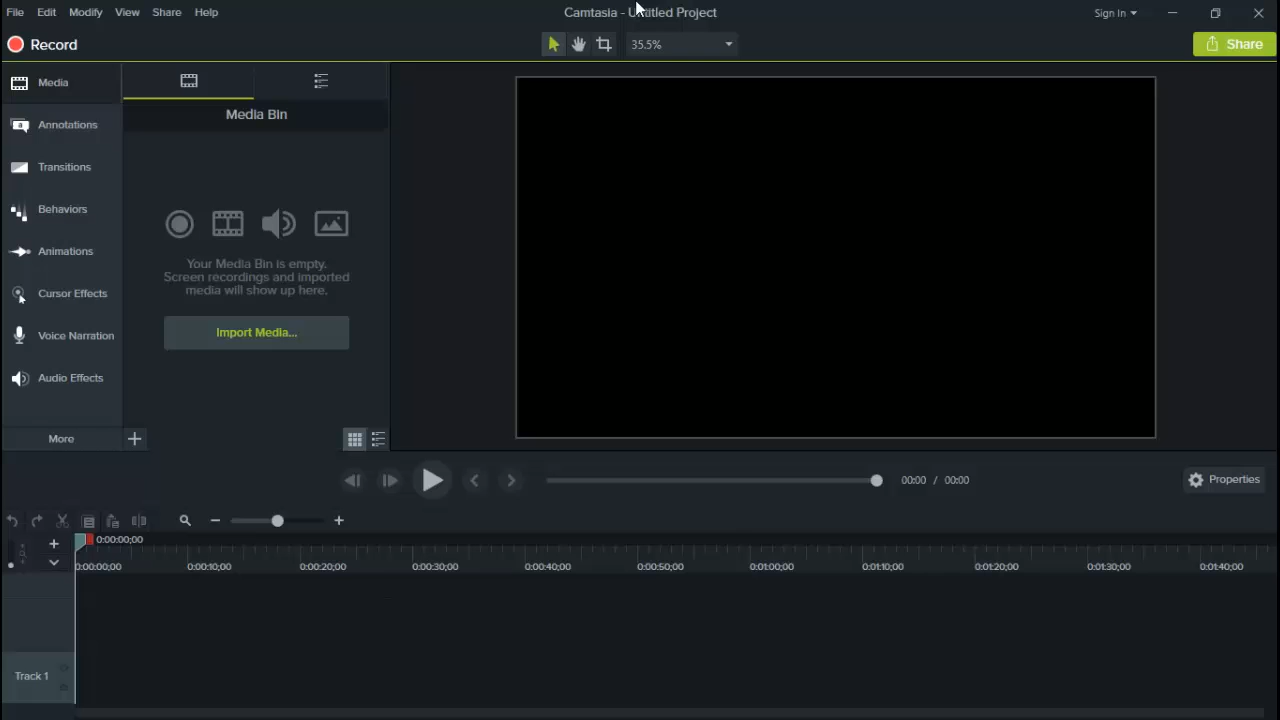 File Edit Modify View Share Help
Camtasia - Untitled Project
Sign In
Record
35.5%
Share
Media
Annotations
Transitions
Behaviors
Animations
Cursor Effects
Voice Narration
Audio Effects
More
Media Bin
Your Media Bin is empty.
Screen recordings and imported
media will show up here.
Import Media...
00:00 / 00:00
Properties
0:00:00;00
0:00:00;00 0:00:10;00 0:00:20;00 0:00:30;00 0:00:40;00 0:00:50;00 0:01:00;00 0:01:10;00 0:01:20;00 0:01:30;00 0:01:40;00
Track 1